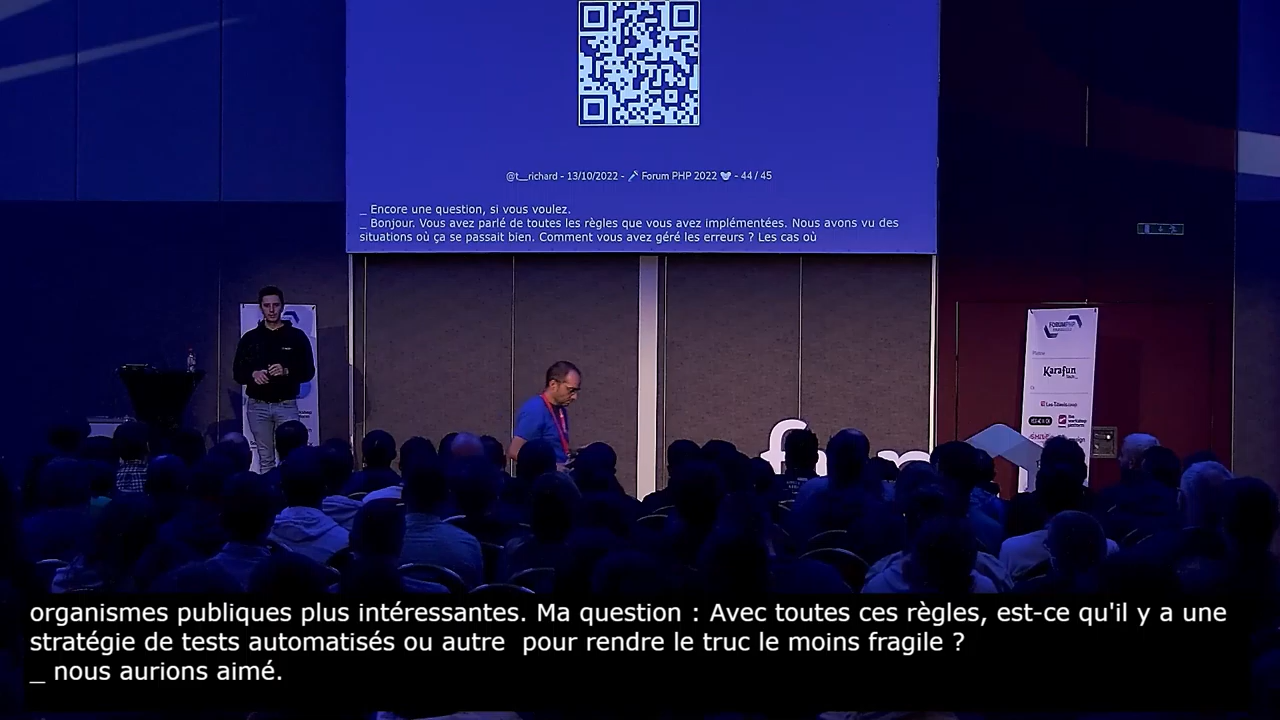 @t__richard - 13/10/2022 - Forum PHP 2022 - 44 / 45
_ Encore une question, si vous voulez.
_ Bonjour. Vous avez parlé de toutes les règles que vous avez implémentées. Nous avons vu des
situations où ça se passait bien. Comment vous avez géré les erreurs ? Les cas où
FORUMPHP
Platine
Karafun
organismes publiques plus intéressantes. Ma question : Avec toutes ces règles, est-ce qu'il y a une
stratégie de tests automatisés ou autre  pour rendre le truc le moins fragile ?
_ nous aurions aimé.